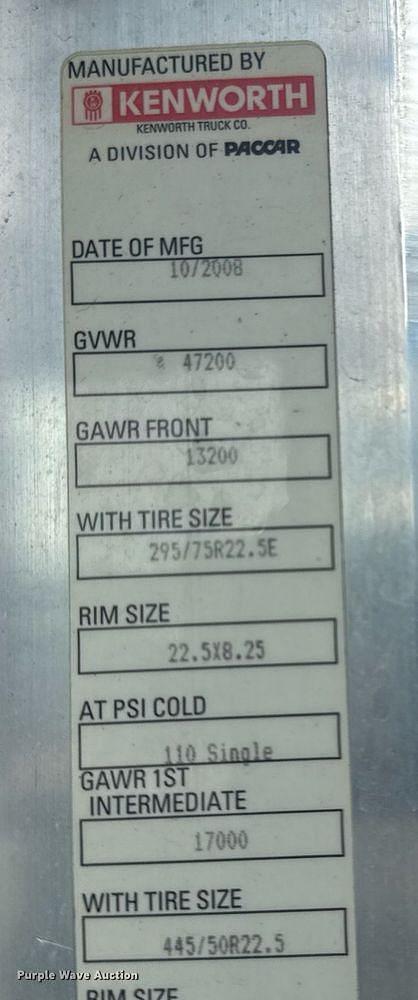 MANUFACTURED BY
KENWORTH
KENWORTH TRUCK CO.
A DIVISION OF PACCAR
DATE OF MFG
10/2008
GVWR
47200
GAWR FRONT
13200
WITH TIRE SIZE
295/75R22.5E
RIM SIZE
22.5X8.25
AT PSI COLD
110 Single
GAWR 1ST
INTERMEDIATE
17000
WITH TIRE SIZE
445/50R22.5
RIM SIZE
Purple Wave Auction